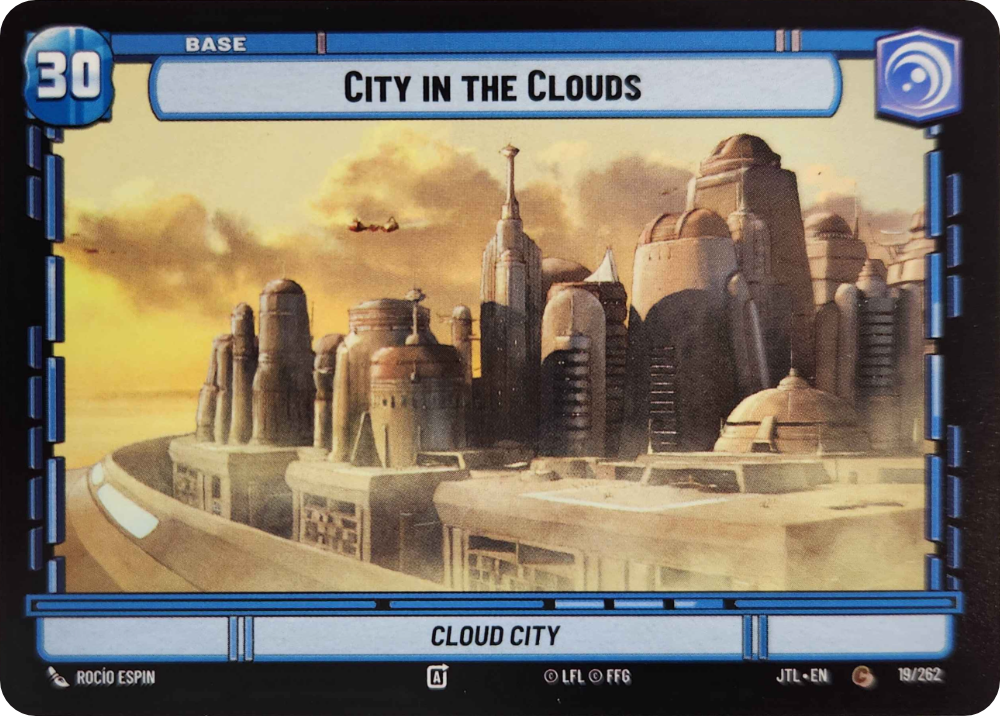 BASE
30
CITY IN THE CLOUDS
CLOUD CITY
ROCÍO ESPIN
A
© LFL © FFG
JTL•EN
C
19/262